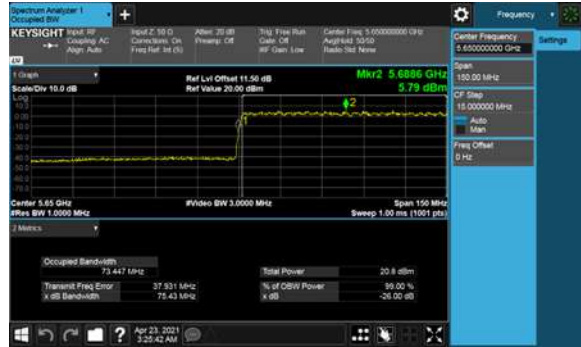 Spectrum Analyzer 1
Occupied BW
Frequency
KEYSIGHT Input: RF
Coupling: AC
Align: Auto
Input Z: 50 Ω
Corrections: On
Freq Ref: Int (S)
Atten: 20 dB
Preamp: Off
Trig: Free Run
Gate: Off
#IF Gain: Low
Center Freq: 5.650000000 GHz
Avg|Hold: 50/50
Radio Std: None
Center Frequency
5.650000000 GHz
Settings
Span
150.00 MHz
CF Step
15.000000 MHz
Auto
Man
Freq Offset
0 Hz
1 Graph
Scale/Div 10.0 dB
Log
Ref Lvl Offset 11.50 dB
Ref Value 20.00 dBm
Mkr2 5.6886 GHz
5.79 dBm
10.0
0.00
2
1
Center 5.65 GHz
#Res BW 1.0000 MHz
#Video BW 3.0000 MHz
Span 150 MHz
Sweep 1.00 ms (1001 pts)
2 Metrics
Occupied Bandwidth
73.447 MHz
Total Power 20.8 dBm
Transmit Freq Error 37.931 MHz
% of OBW Power 99.00 %
x dB Bandwidth 75.43 MHz
x dB -26.00 dB
?
Apr 23, 2021
3:25:42 AM